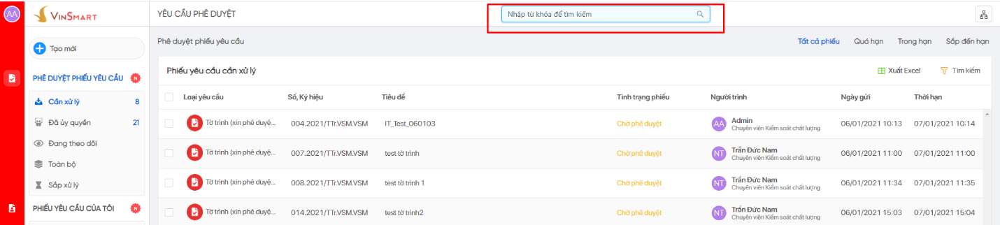 AA VINSMART YÊU CẦU PHÊ DUYỆT Nhập từ khóa để tìm kiếm
Tạo mới
Phê duyệt phiếu yêu cầu Tất cả phiếu Quá hạn Trong hạn Sắp đến hạn
PHÊ DUYỆT PHIẾU YÊU CẦU N
Cần xử lý 8
Đã ủy quyền 21
Đang theo dõi
Toàn bộ
Sắp xử lý
PHIẾU YÊU CẦU CỦA TÔI N
Phiếu yêu cầu cần xử lý Xuất Excel Tìm kiếm
Loại yêu cầu Số, Ký hiệu Tiêu đề Tình trạng phiếu Người trình Ngày gửi Thời hạn
Tờ trình (xin phê duyệ... 004.2021/TTr.VSM.VSM IT_Test_060103 Chờ phê duyệt AA Admin 06/01/2021 10:13 07/01/2021 10:14
Chuyên viên Kiểm soát chất lượng
Tờ trình (xin phê duyệ... 007.2021/TTr.VSM.VSM test tờ trình Chờ phê duyệt NT Trần Đức Nam 06/01/2021 11:00 07/01/2021 11:00
Chuyên viên Kiểm soát chất lượng
Tờ trình (xin phê duyệ... 008.2021/TTr.VSM.VSM test tờ trình 1 Chờ phê duyệt NT Trần Đức Nam 06/01/2021 11:34 07/01/2021 11:35
Chuyên viên Kiểm soát chất lượng
Tờ trình (xin phê duyệ... 014.2021/TTr.VSM.VSM test tờ trình2 Chờ phê duyệt NT Trần Đức Nam 06/01/2021 15:03 07/01/2021 15:04
Chuyên viên Kiểm soát chất lượng